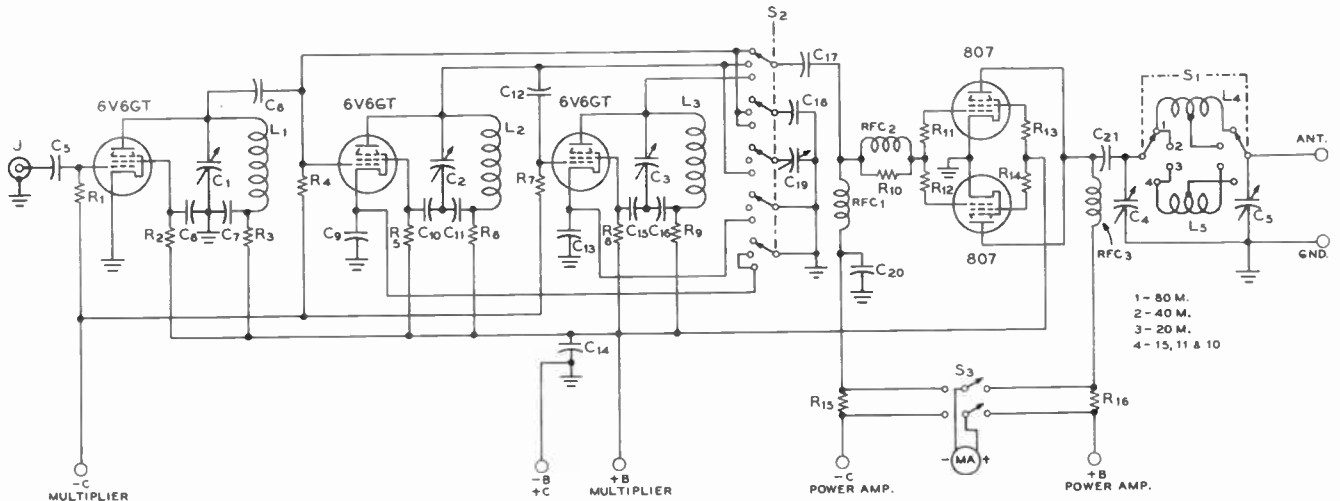 S2
807
C17
S1
L4
6V6GT
C8
L1
6V6GT
L2
C12
6V6GT
L3
C18
RFC2
R11
R13
C21
1
2
3
4
ANT.
J
C5
R1
C1
R4
C2
R7
C3
C19
R10
R12
R14
RFC1
C4
L5
C5
RFC3
GND.
R2
C6
C7
R3
C9
R5
C10
C11
R6
C13
R8
C15
C16
R9
C20
807
1-80 M.
2-40 M.
3-20 M.
4-15, 11 & 10
C14
S3
R15
R16
- MA +
-C
MULTIPLIER
-B
+C
+B
MULTIPLIER
-C
POWER AMP.
+B
POWER AMP.